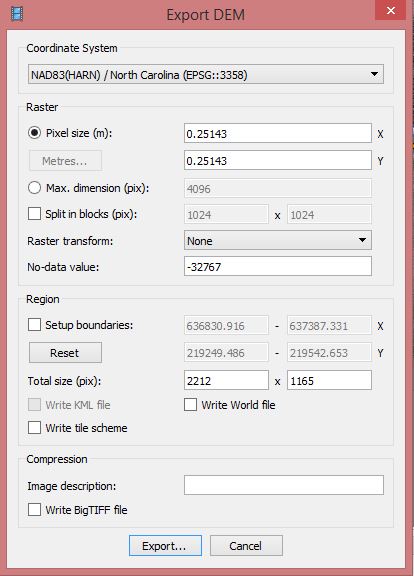 Export DEM
Coordinate System
NAD83(HARN) / North Carolina (EPSG::3358)
Raster
Pixel size (m): 0.25143 X
Metres... 0.25143 Y
Max. dimension (pix): 4096
Split in blocks (pix): 1024 x 1024
Raster transform: None
No-data value: -32767
Region
Setup boundaries: 636830.916 - 637387.331 X
Reset 219249.486 - 219542.653 Y
Total size (pix): 2212 x 1165
Write KML file Write World file
Write tile scheme
Compression
Image description:
Write BigTIFF file
Export... Cancel